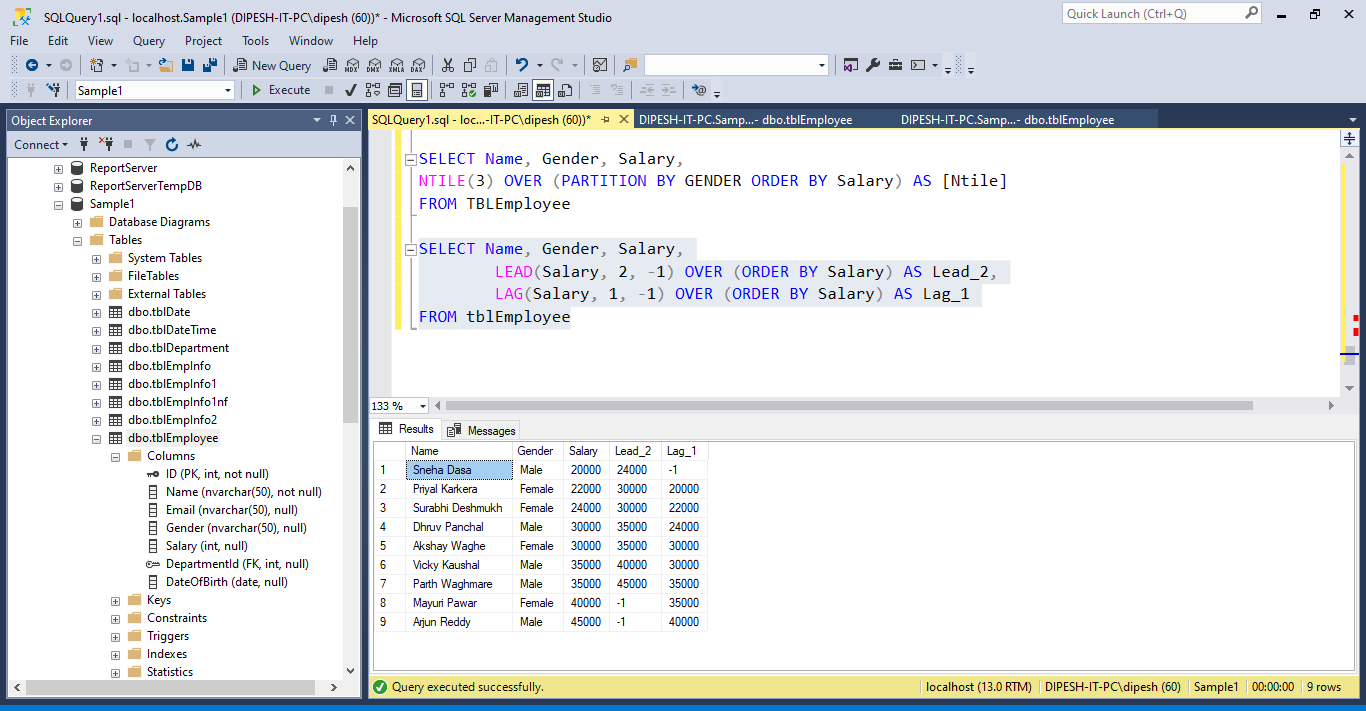 SQLQuery1.sql - localhost.Sample1 (DIPESH-IT-PC\dipesh (60))* - Microsoft SQL Server Management Studio
Quick Launch (Ctrl+Q)
File Edit View Query Project Tools Window Help
New Query MDX DMX XMLA DAX
Sample1 Execute
Object Explorer
Connect
ReportServer
ReportServerTempDB
Sample1
Database Diagrams
Tables
System Tables
FileTables
External Tables
dbo.tblDate
dbo.tblDateTime
dbo.tblDepartment
dbo.tblEmpInfo
dbo.tblEmpInfo1
dbo.tblEmpInfo1nf
dbo.tblEmpInfo2
dbo.tblEmployee
Columns
ID (PK, int, not null)
Name (nvarchar(50), not null)
Email (nvarchar(50), null)
Gender (nvarchar(50), null)
Salary (int, null)
DepartmentId (FK, int, null)
DateOfBirth (date, null)
Keys
Constraints
Triggers
Indexes
Statistics
SQLQuery1.sql - loc...-IT-PC\dipesh (60))* DIPESH-IT-PC.Samp...- dbo.tblEmployee DIPESH-IT-PC.Samp...- dbo.tblEmployee
SELECT Name, Gender, Salary,
NTILE(3) OVER (PARTITION BY GENDER ORDER BY Salary) AS [Ntile]
FROM TBLEmployee
SELECT Name, Gender, Salary,
LEAD(Salary, 2, -1) OVER (ORDER BY Salary) AS Lead_2,
LAG(Salary, 1, -1) OVER (ORDER BY Salary) AS Lag_1
FROM tblEmployee
133 %
Results Messages
Name Gender Salary Lead_2 Lag_1
1 Sneha Dasa Male 20000 24000 -1
2 Priyal Karkera Female 22000 30000 20000
3 Surabhi Deshmukh Female 24000 30000 22000
4 Dhruv Panchal Male 30000 35000 24000
5 Akshay Waghe Female 30000 35000 30000
6 Vicky Kaushal Male 35000 40000 30000
7 Parth Waghmare Male 35000 45000 35000
8 Mayuri Pawar Female 40000 -1 35000
9 Arjun Reddy Male 45000 -1 40000
Query executed successfully. localhost (13.0 RTM) DIPESH-IT-PC\dipesh (60) Sample1 00:00:00 9 rows